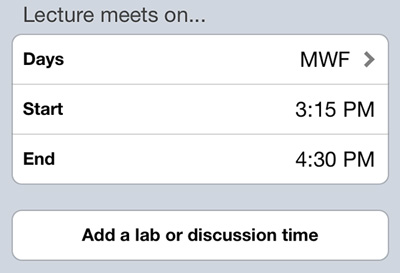 Lecture meets on...
Days MWF
Start 3:15 PM
End 4:30 PM
Add a lab or discussion time